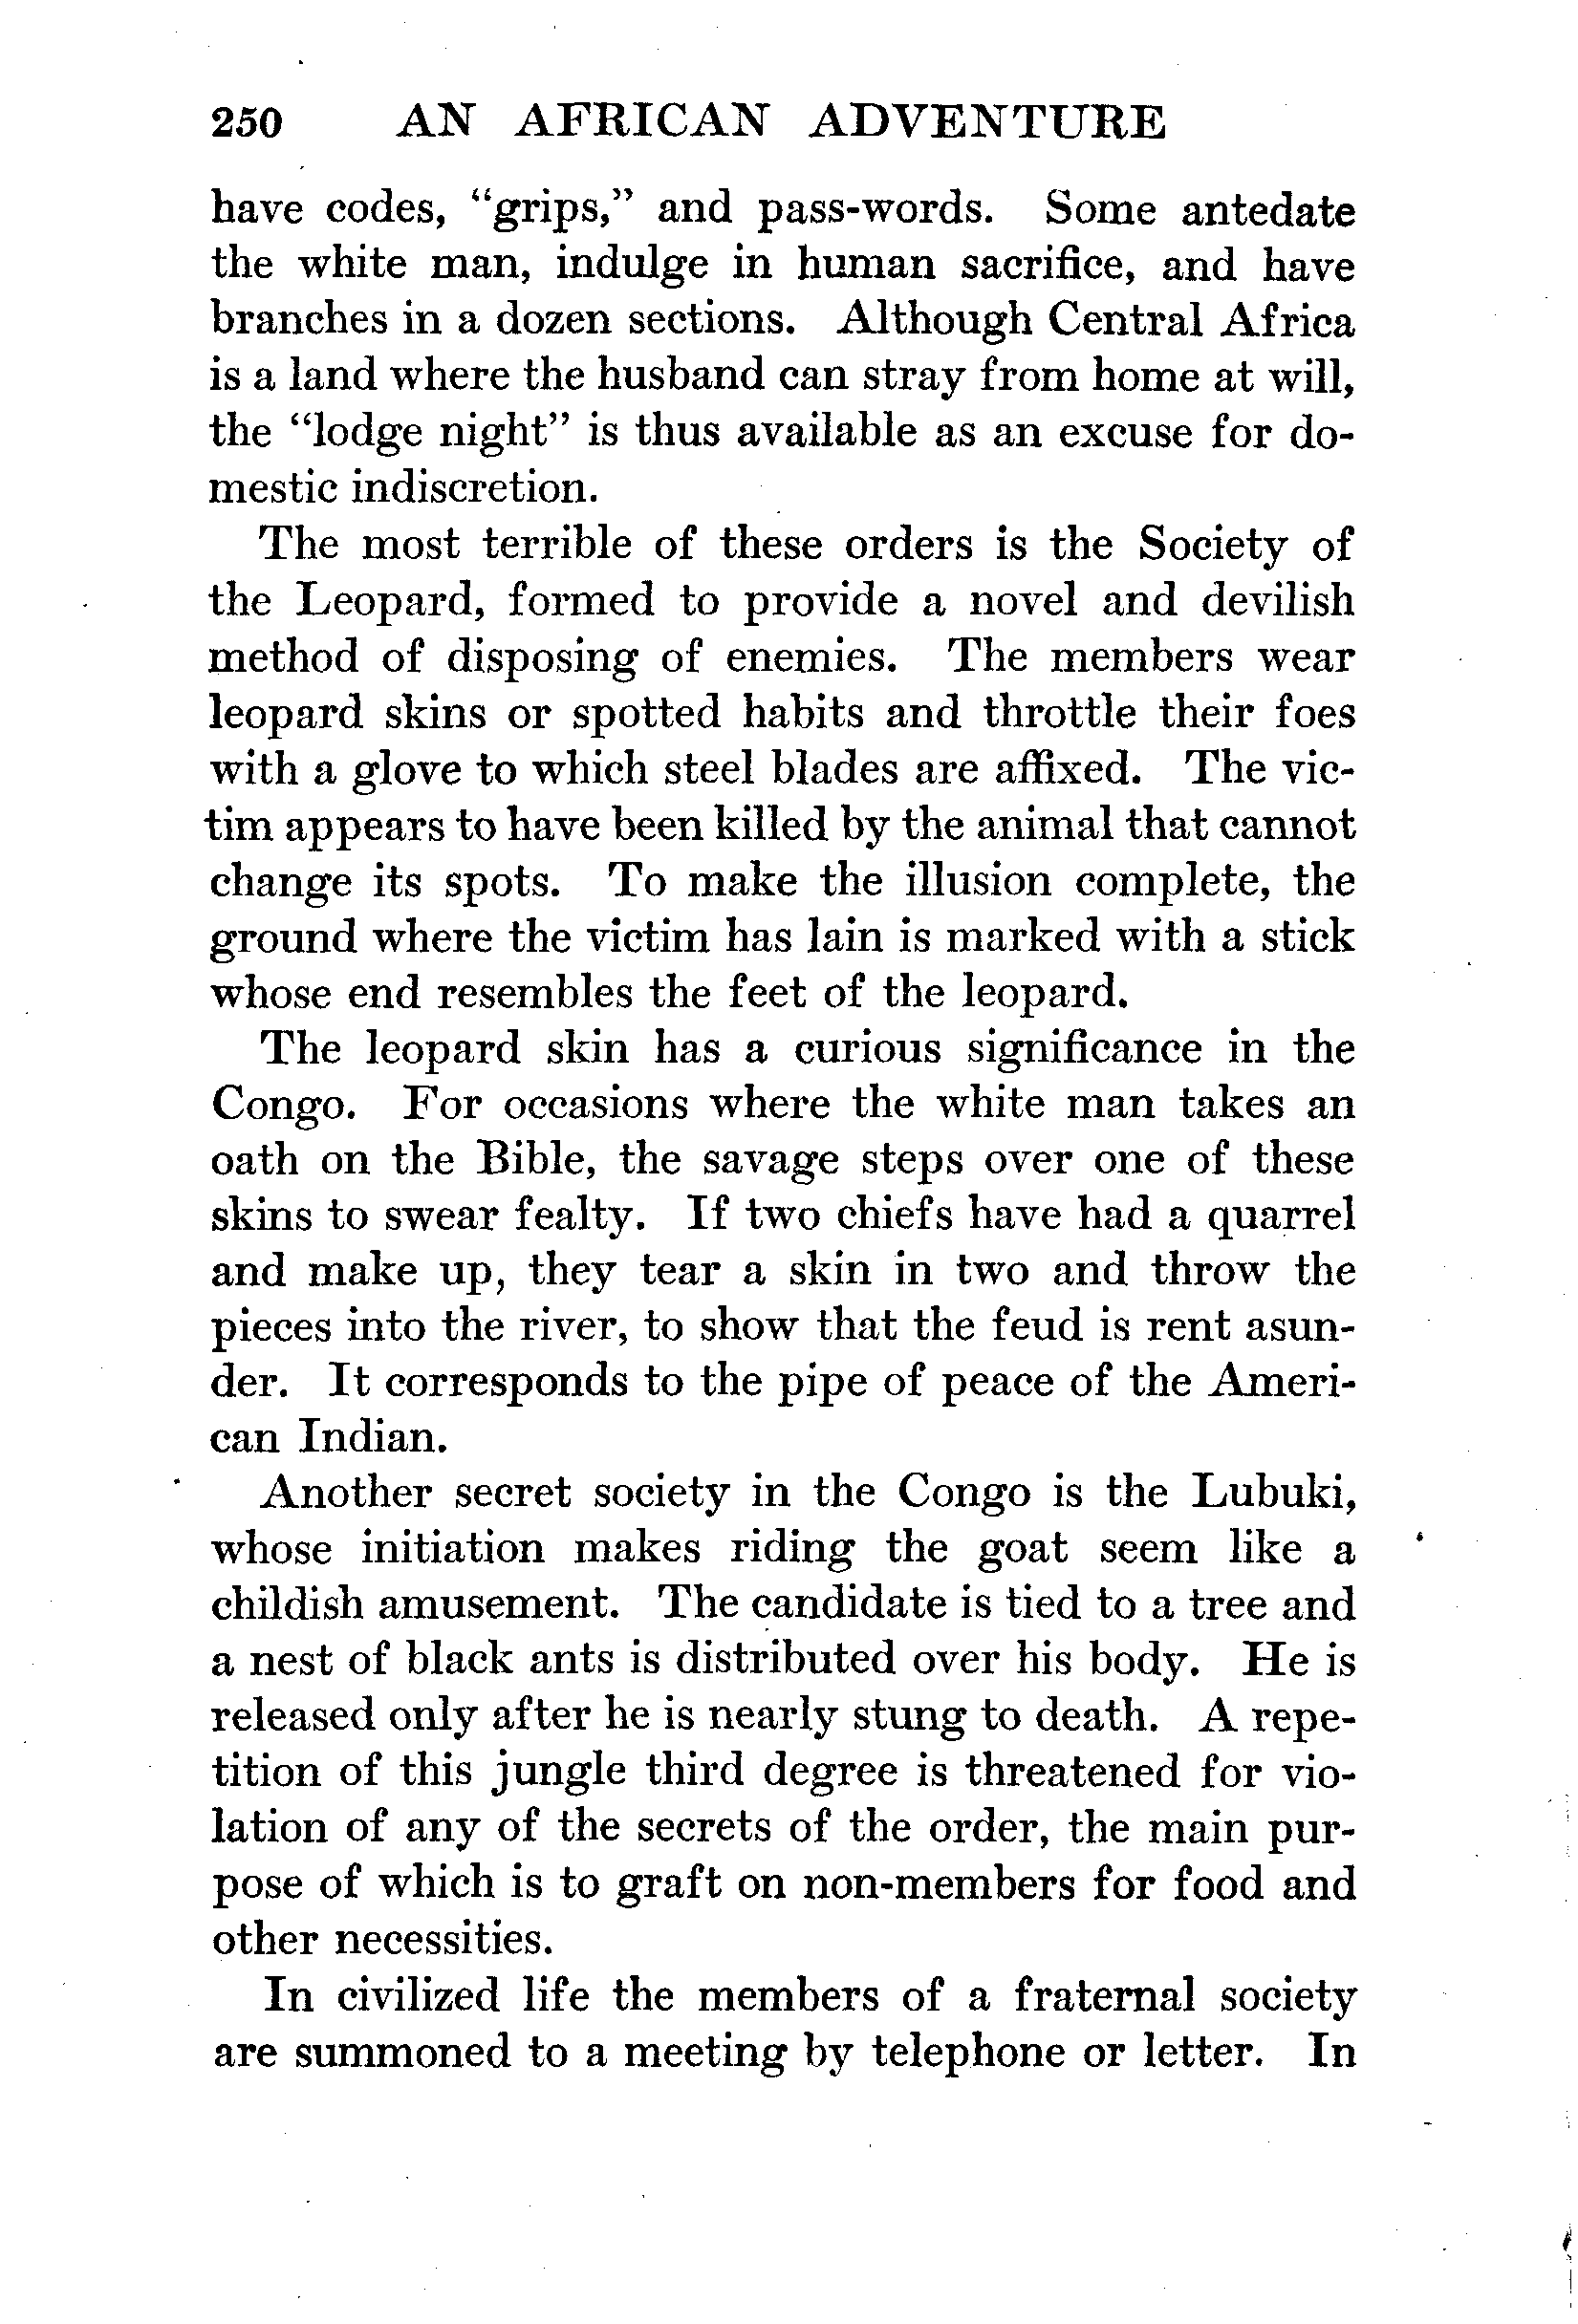 250 AN AFRICAN ADVENTURE
have codes, "grips," and pass-words. Some antedate
the white man, indulge in human sacrifice, and have
branches in a dozen sections. Although Central Africa
is a land where the husband can stray from home at will,
the "lodge night" is thus available as an excuse for do-
mestic indiscretion.
The most terrible of these orders is the Society of
the Leopard, formed to provide a novel and devilish
method of disposing of enemies. The members wear
leopard skins or spotted habits and throttle their foes
with a glove to which steel blades are affixed. The vic-
tim appears to have been killed by the animal that cannot
change its spots. To make the illusion complete, the
ground where the victim has lain is marked with a stick
whose end resembles the feet of the leopard.
The leopard skin has a curious significance in the
Congo. For occasions where the white man takes an
oath on the Bible, the savage steps over one of these
skins to swear fealty. If two chiefs have had a quarrel
and make up, they tear a skin in two and throw the
pieces into the river, to show that the feud is rent asun-
der. It corresponds to the pipe of peace of the Ameri-
can Indian.
Another secret society in the Congo is the Lubuki,
whose initiation makes riding the goat seem like a
childish amusement. The candidate is tied to a tree and
a nest of black ants is distributed over his body. He is
released only after he is nearly stung to death. A repe-
tition of this jungle third degree is threatened for vio-
lation of any of the secrets of the order, the main pur-
pose of which is to graft on non-members for food and
other necessities.
In civilized life the members of a fraternal society
are summoned to a meeting by telephone or letter. In